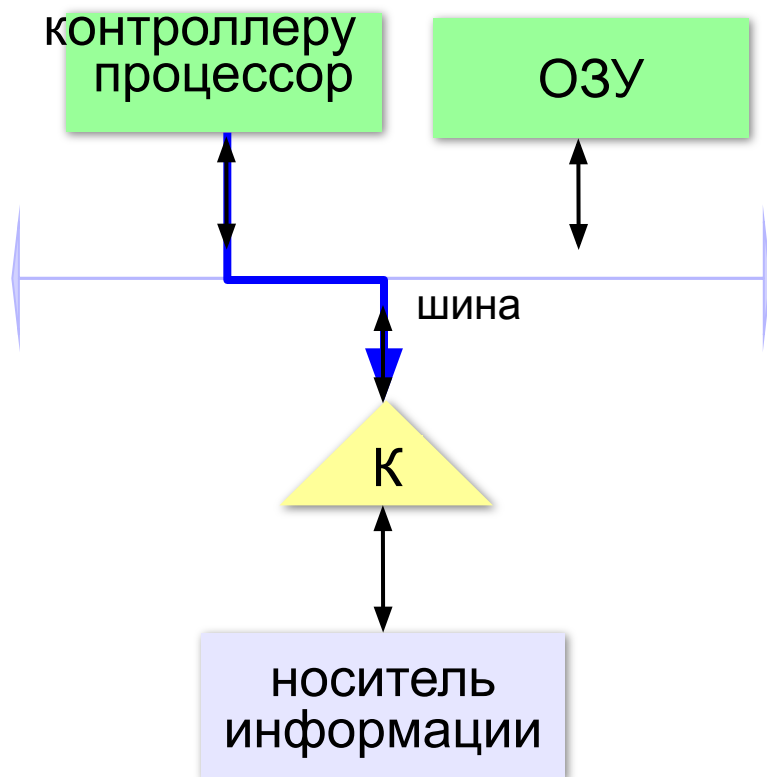 контроллеру
процессор
ОЗУ
шина
К
носитель
информации